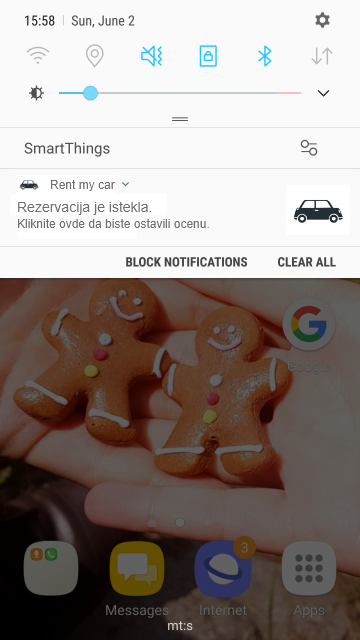 15:58 | Sun, June 2
SmartThings
Rent my car
Rezervacija je istekla.
Kliknite ovde da biste ostavili ocenu.
BLOCK NOTIFICATIONS CLEAR ALL
Google
3
Messages Internet Apps
mt:s